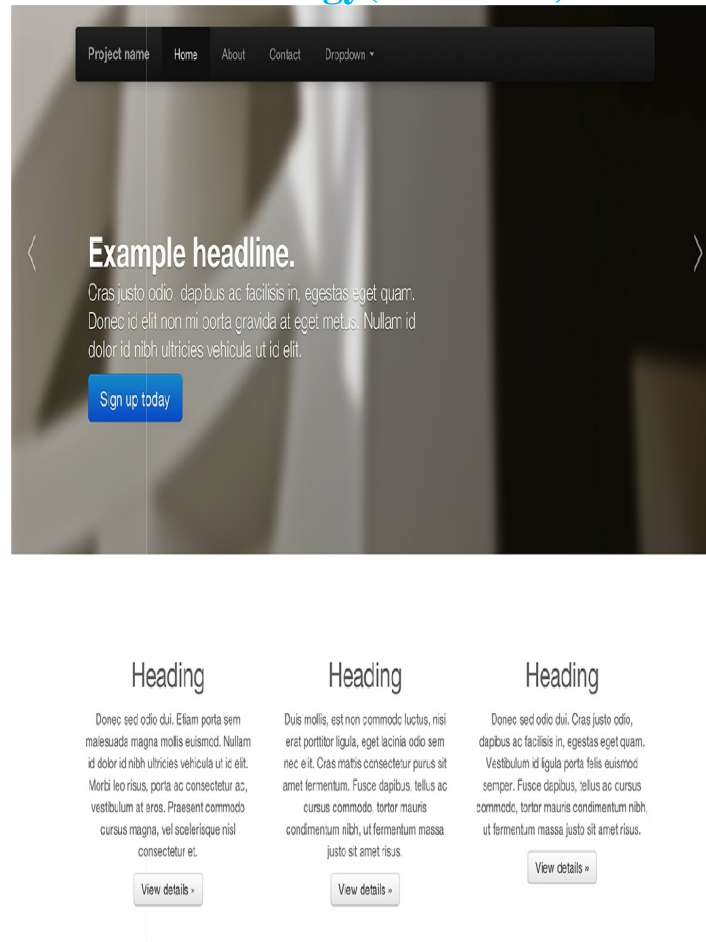 Project name Home About Contact Dropdown
Example headline.
Cras justo odio, dapibus ac facilisis in, egestas eget quam.
Donec id elit non mi porta gravida at eget metus. Nullam id
dolor id nibh ultricies vehicula ut id elit.
Sign up today
Heading
Donec sed odio dui. Etiam porta sem
malesuada magna mollis euismod. Nullam
id dolor id nibh ultricies vehicula ut id elit.
Morbi leo risus, porta ac consectetur ac,
vestibulum at eros. Praesent commodo
cursus magna, vel scelerisque nisl
consectetur et.
View details »
Heading
Duis mollis, est non commodo luctus, nisi
erat porttitor ligula, eget lacinia odio sem
nec elit. Cras mattis consectetur purus sit
amet fermentum. Fusce dapibus, tellus ac
cursus commodo, tortor mauris
condimentum nibh, ut fermentum massa
justo sit amet risus.
View details »
Heading
Donec sed odio dui. Cras justo odio,
dapibus ac facilisis in, egestas eget quam.
Vestibulum id ligula porta felis euismod
semper. Fusce dapibus, tellus ac cursus
commodo, tortor mauris condimentum nibh,
ut fermentum massa justo sit amet risus.
View details »